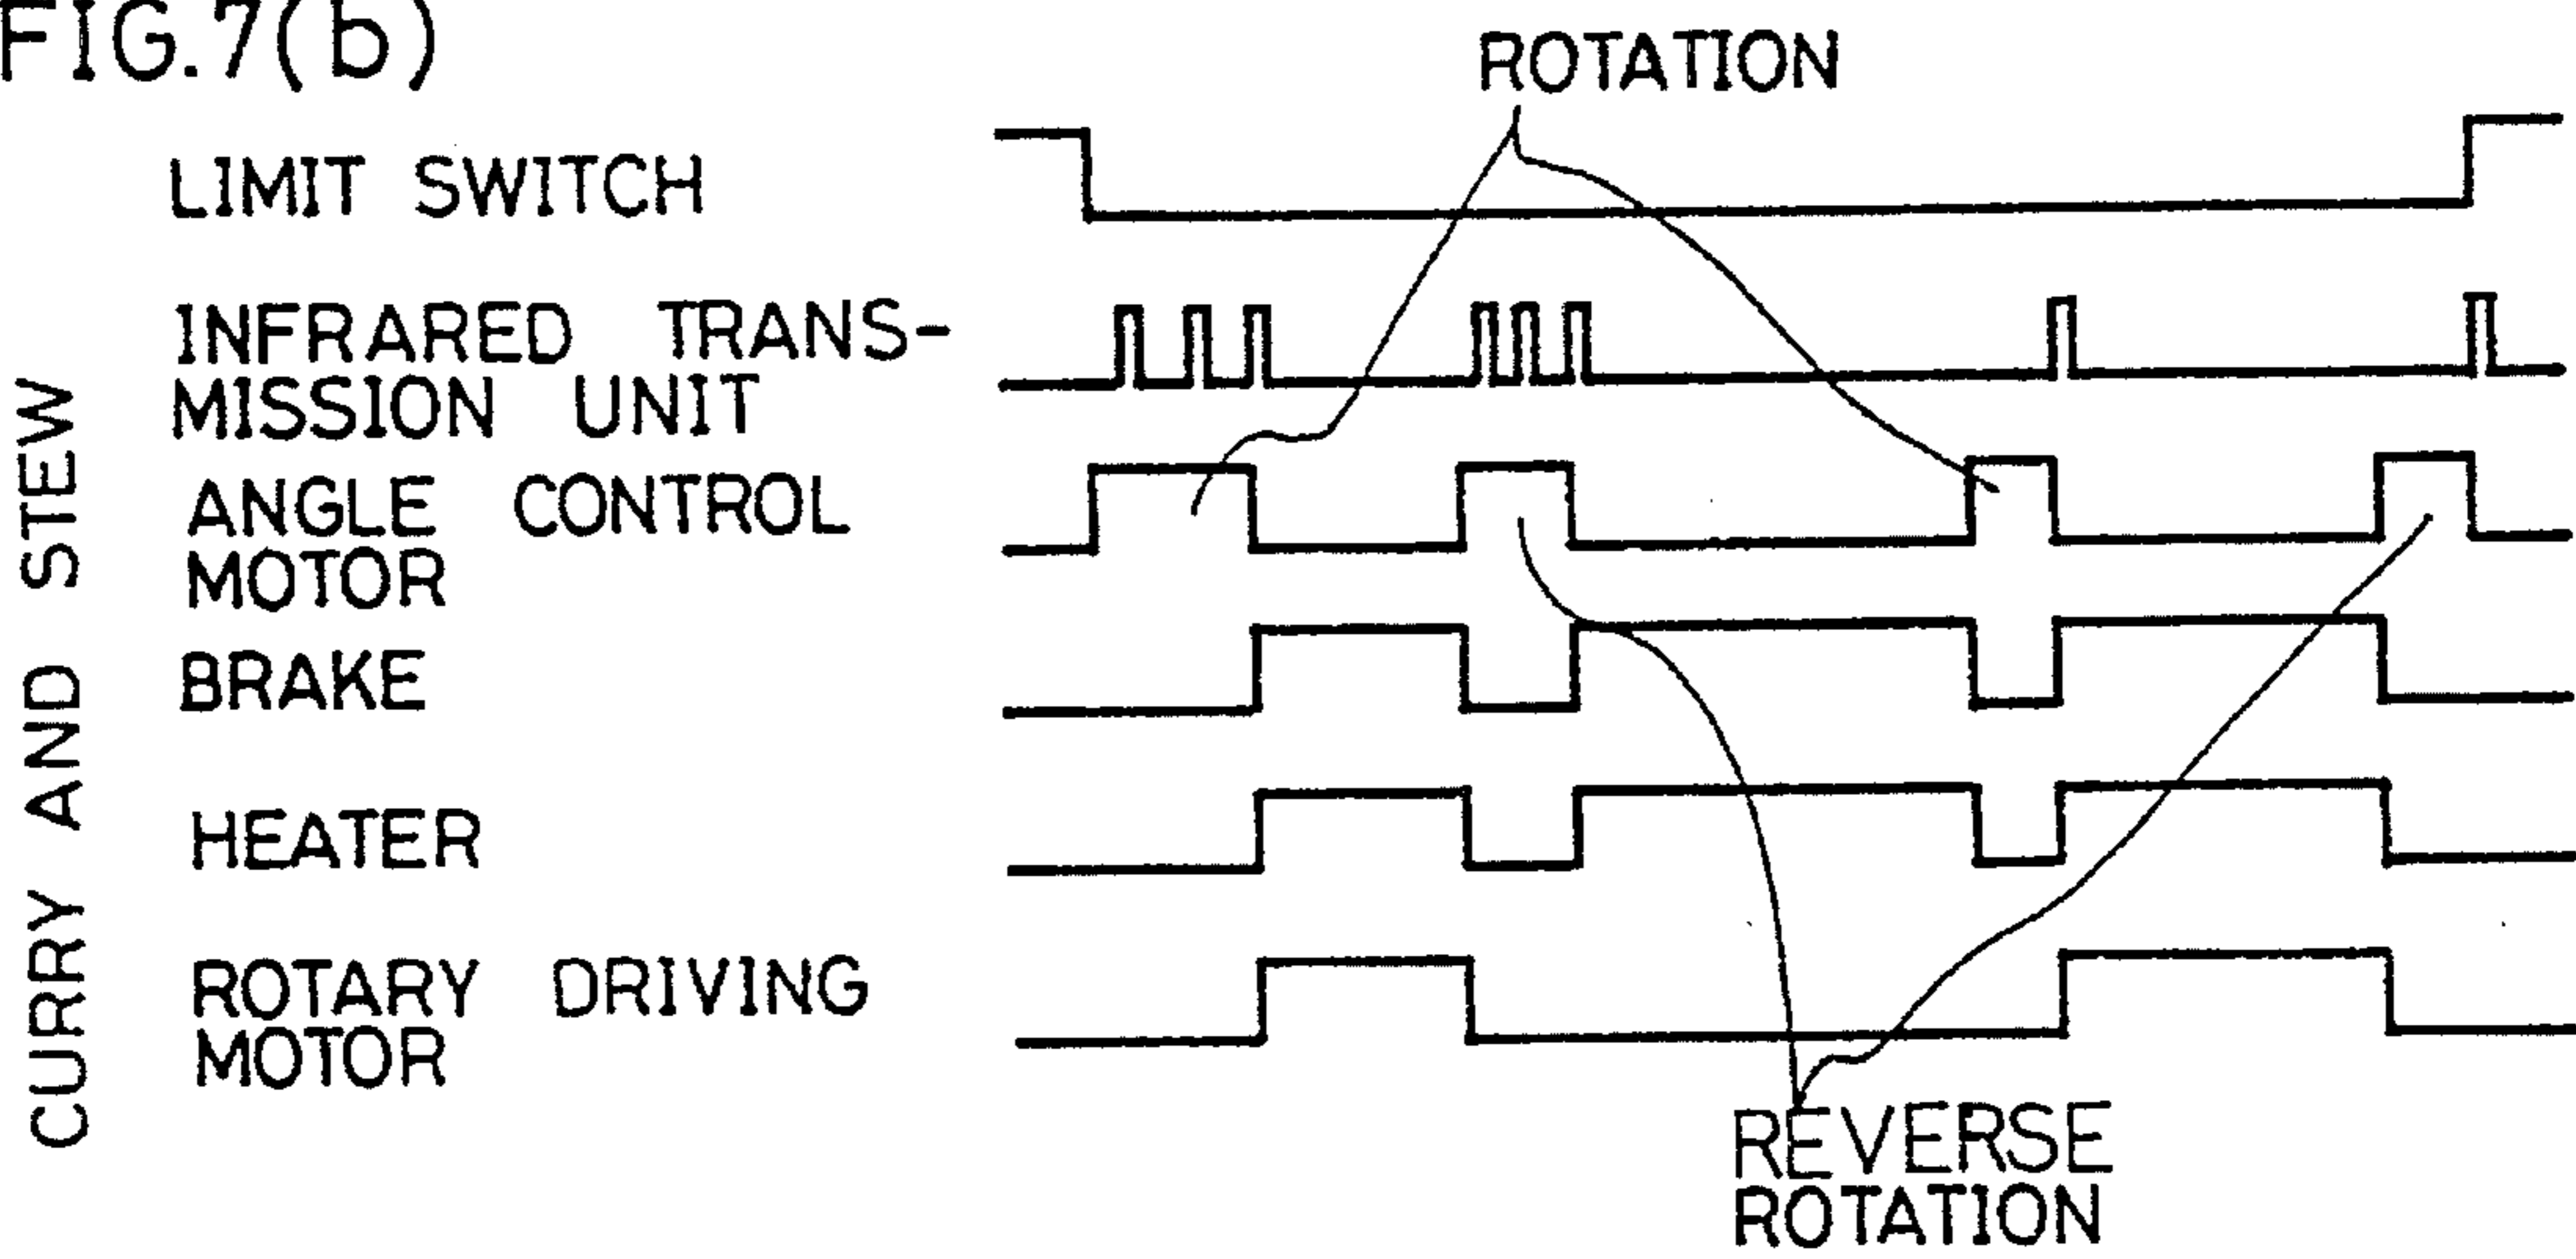 FIG.7(b)
ROTATION
LIMIT SWITCH
INFRARED TRANS-
MISSION UNIT
ANGLE CONTROL
MOTOR
BRAKE
HEATER
ROTARY DRIVING
MOTOR
CURRY AND STEW
REVERSE
ROTATION